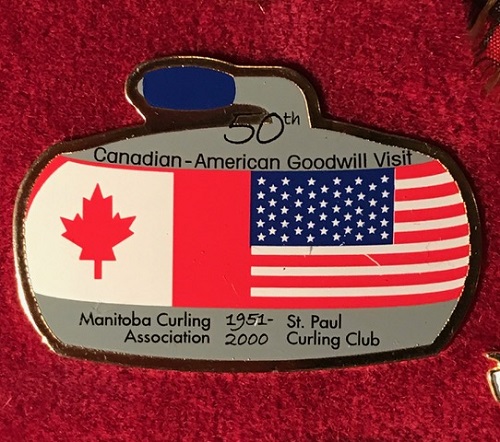 50th
Canadian-American Goodwill Visit
Manitoba Curling 1951- St. Paul
Association 2000 Curling Club